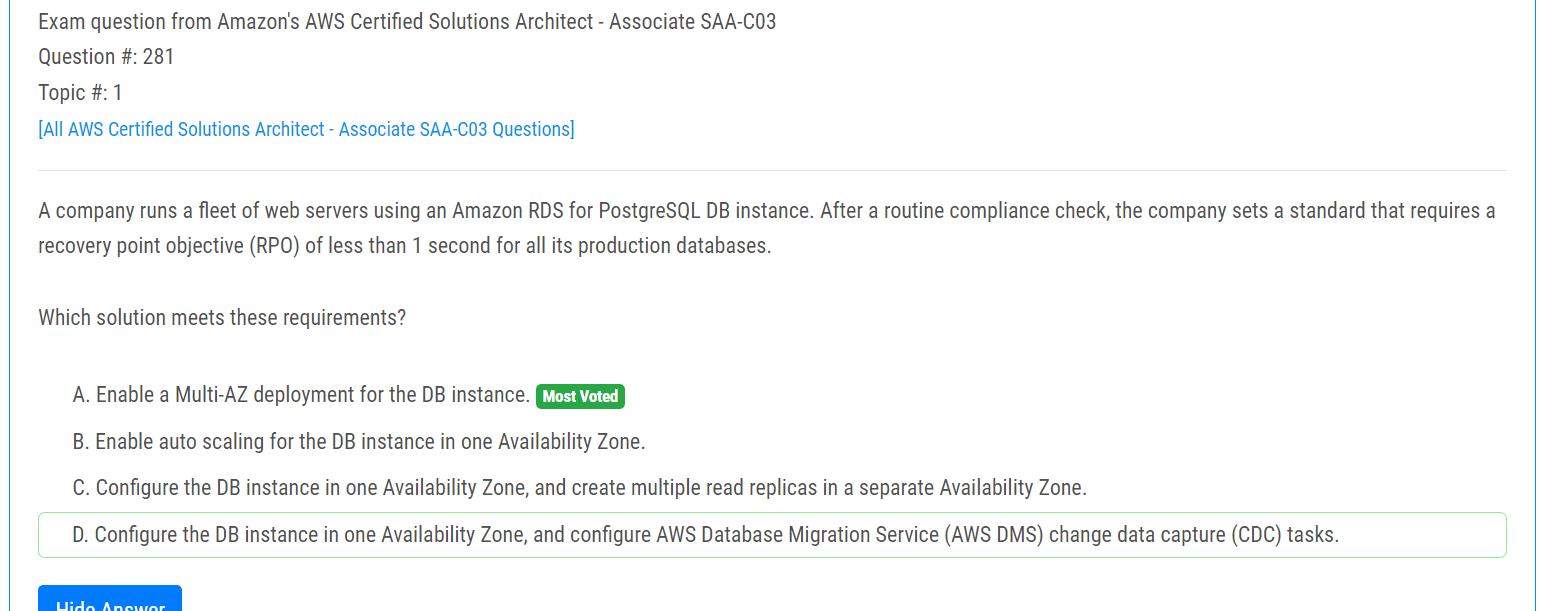 Exam question from Amazon's AWS Certified Solutions Architect - Associate SAA-C03
Question #: 281
Topic #: 1
[All AWS Certified Solutions Architect - Associate SAA-C03 Questions]
A company runs a fleet of web servers using an Amazon RDS for PostgreSQL DB instance. After a routine compliance check, the company sets a standard that requires a
recovery point objective (RPO) of less than 1 second for all its production databases.
Which solution meets these requirements?
A. Enable a Multi-AZ deployment for the DB instance. Most Voted
B. Enable auto scaling for the DB instance in one Availability Zone.
C. Configure the DB instance in one Availability Zone, and create multiple read replicas in a separate Availability Zone.
D. Configure the DB instance in one Availability Zone, and configure AWS Database Migration Service (AWS DMS) change data capture (CDC) tasks.
Hide Answer